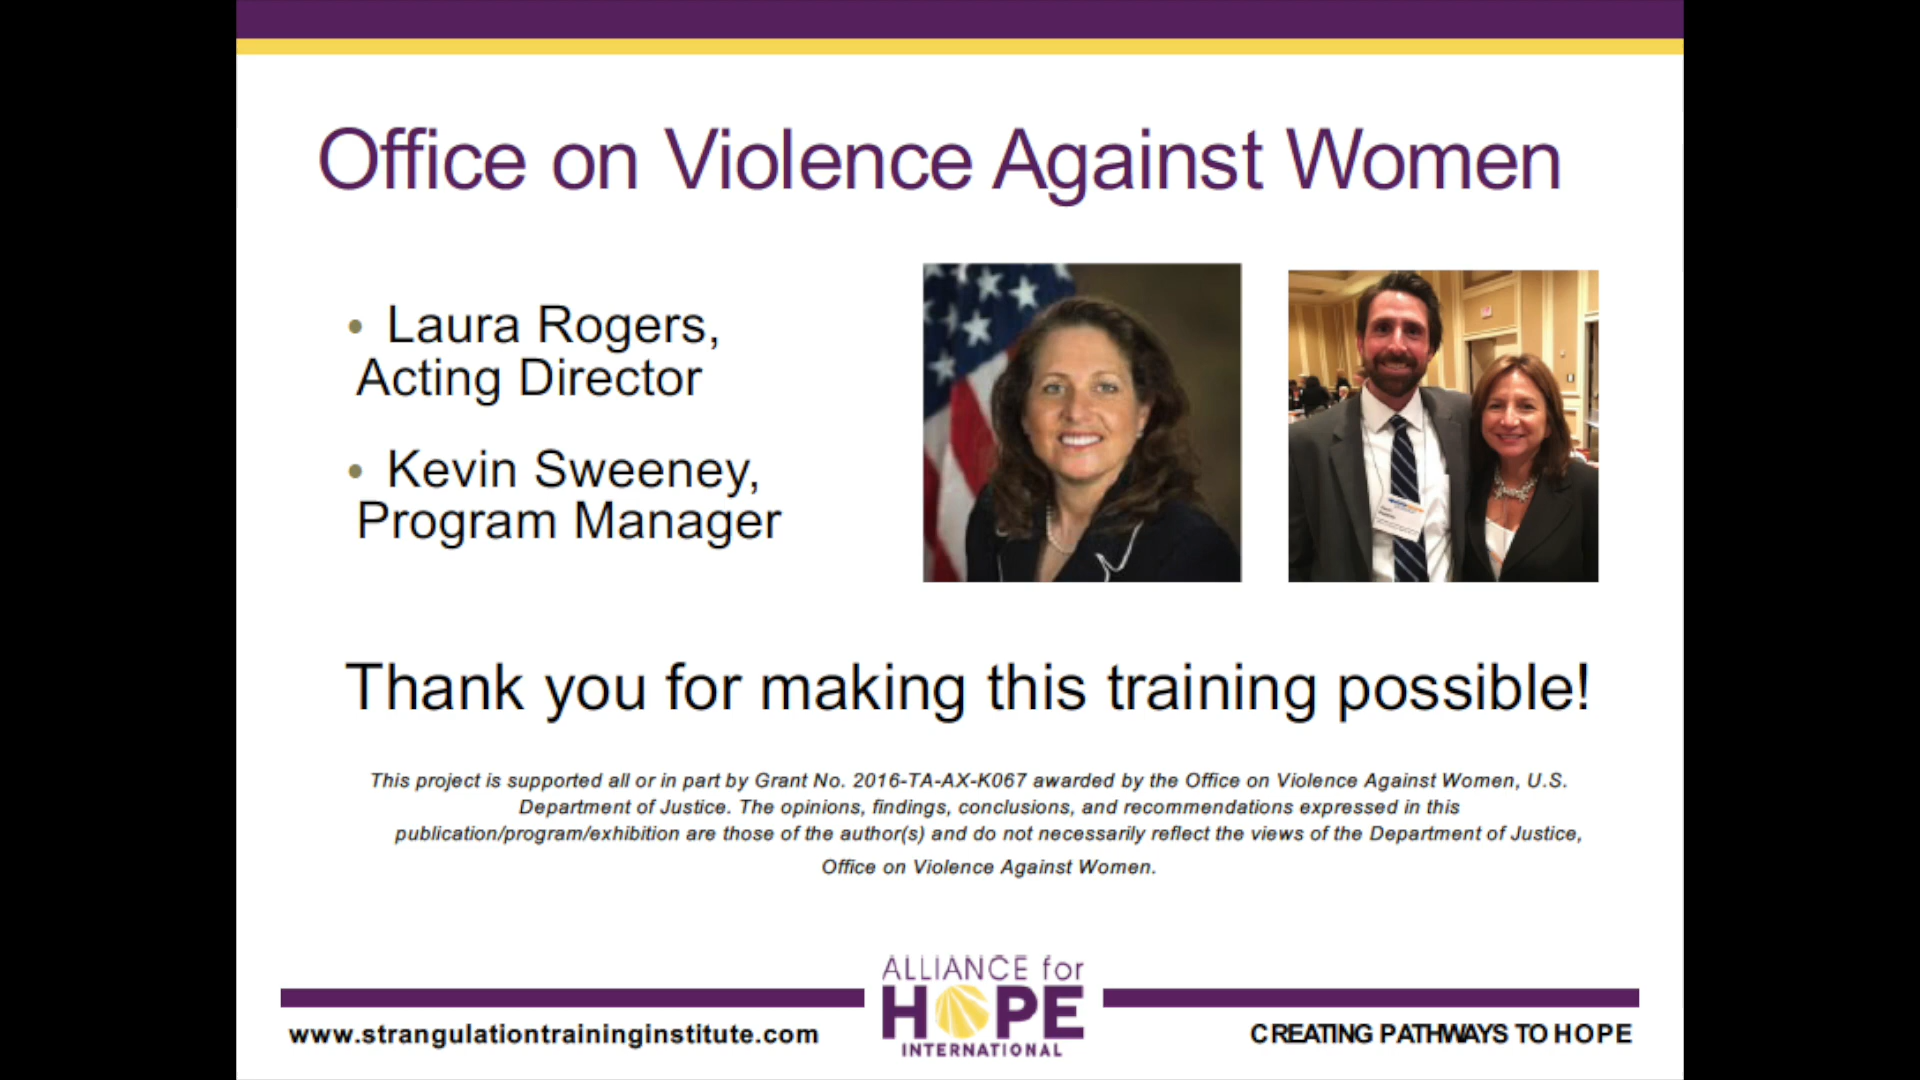 Office on Violence Against Women
• Laura Rogers,
Acting Director
• Kevin Sweeney,
Program Manager
Thank you for making this training possible!
This project is supported all or in part by Grant No. 2016-TA-AX-K067 awarded by the Office on Violence Against Women, U.S.
Department of Justice. The opinions, findings, conclusions, and recommendations expressed in this
publication/program/exhibition are those of the author(s) and do not necessarily reflect the views of the Department of Justice,
Office on Violence Against Women.
ALLIANCE for
HOPE
INTERNATIONAL
www.strangulationtraininginstitute.com
CREATING PATHWAYS TO HOPE